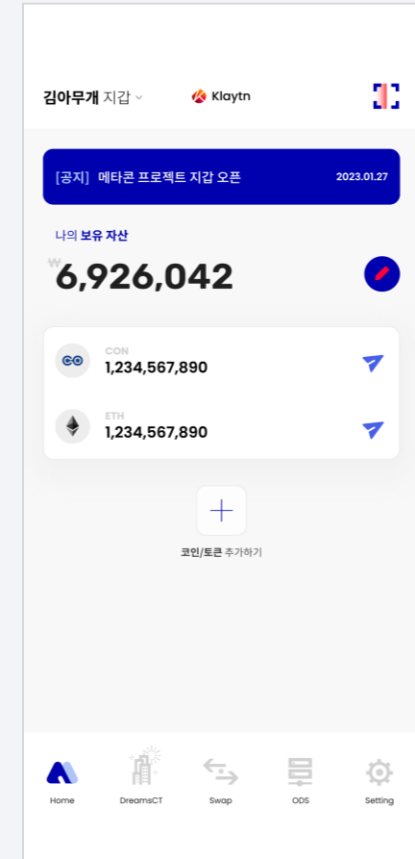 김아무개 지갑
Klaytn
[공지] 메타콘 프로젝트 지갑 오픈 2023.01.27
나의 보유 자산
₩6,926,042
CON
1,234,567,890
ETH
1,234,567,890
코인/토큰 추가하기
Home DreamsCT Swap ODS Setting